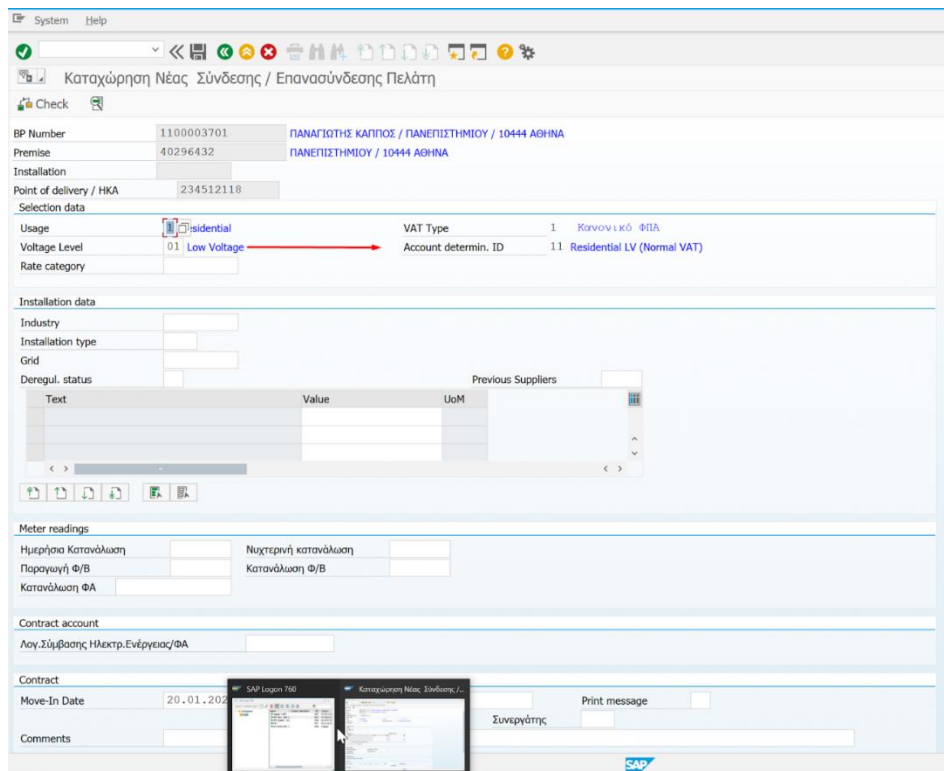 System Help
Καταχώρηση Νέας Σύνδεσης / Επανασύνδεσης Πελάτη
Check
BP Number 1100003701 ΠΑΝΑΓΙΩΤΗΣ ΚΑΠΠΟΣ / ΠΑΝΕΠΙΣΤΗΜΙΟΥ / 10444 ΑΘΗΝΑ
Premise 40296432 ΠΑΝΕΠΙΣΤΗΜΙΟΥ / 10444 ΑΘΗΝΑ
Installation
Point of delivery / ΗΚΑ 234512118
Selection data
Usage 1 sidential VAT Type 1 Κανονικό ΦΠΑ
Voltage Level 01 Low Voltage Account determin. ID 11 Residential LV (Normal VAT)
Rate category
Installation data
Industry
Installation type
Grid
Deregul. status Previous Suppliers
Text Value UoM
Meter readings
Ημερήσια Κατανάλωση Νυχτερινή κατανάλωση
Παραγωγή Φ/Β Κατανάλωση Φ/Β
Κατανάλωση ΦΑ
Contract account
Λογ.Σύμβασης Ηλεκτρ.Ενέργειας/ΦΑ
Contract
SAP Logon 760 Καταχώρηση Νέας Σύνδεσης /...
Move-In Date 20.01.202 Print message
Συνεργάτης
Comments
SAP